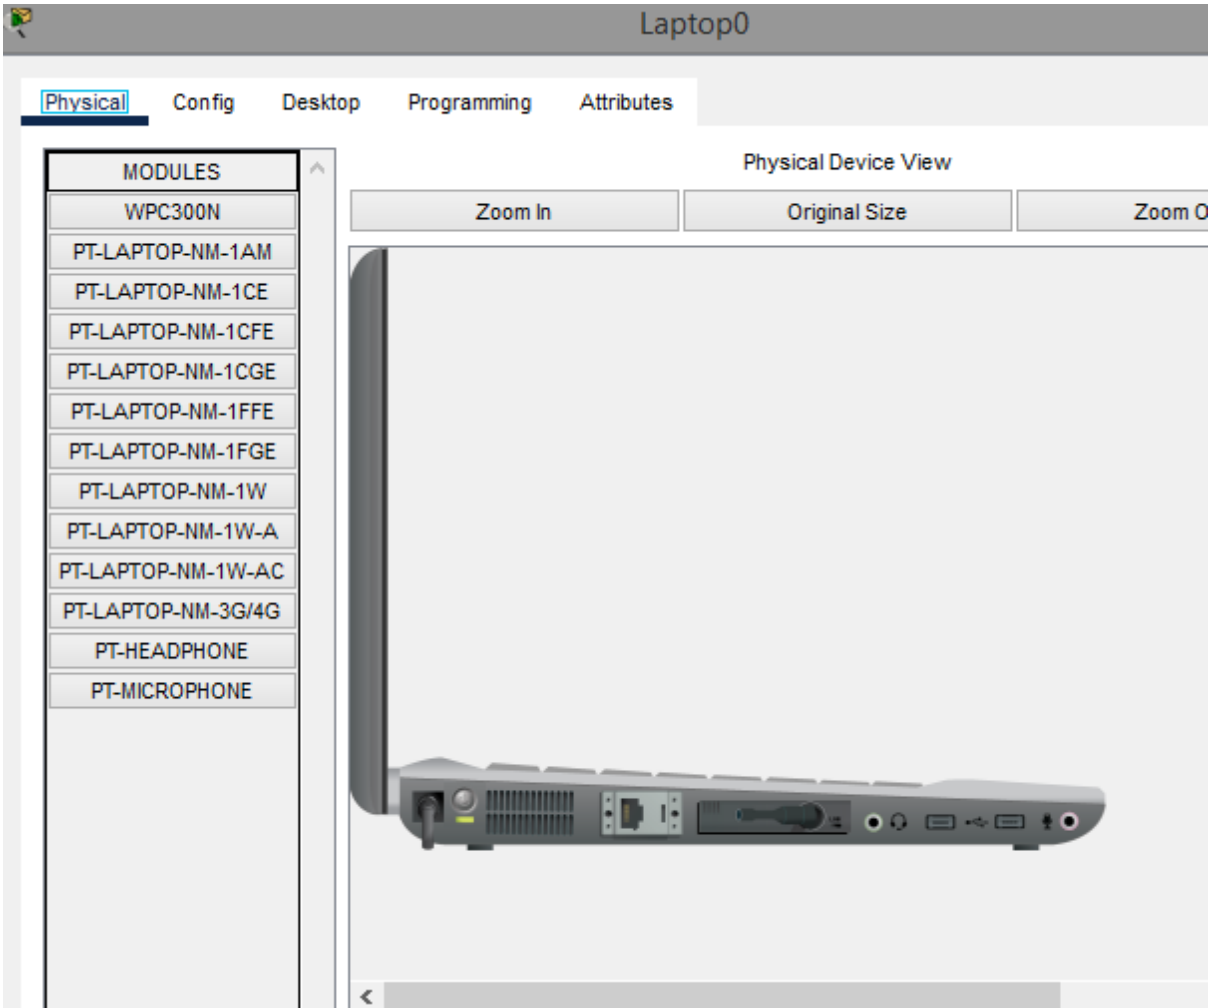 Laptop0
Physical Config Desktop Programming Attributes
MODULES
WPC300N
PT-LAPTOP-NM-1AM
PT-LAPTOP-NM-1CE
PT-LAPTOP-NM-1CFE
PT-LAPTOP-NM-1CGE
PT-LAPTOP-NM-1FFE
PT-LAPTOP-NM-1FGE
PT-LAPTOP-NM-1W
PT-LAPTOP-NM-1W-A
PT-LAPTOP-NM-1W-AC
PT-LAPTOP-NM-3G/4G
PT-HEADPHONE
PT-MICROPHONE
Physical Device View
Zoom In Original Size Zoom O